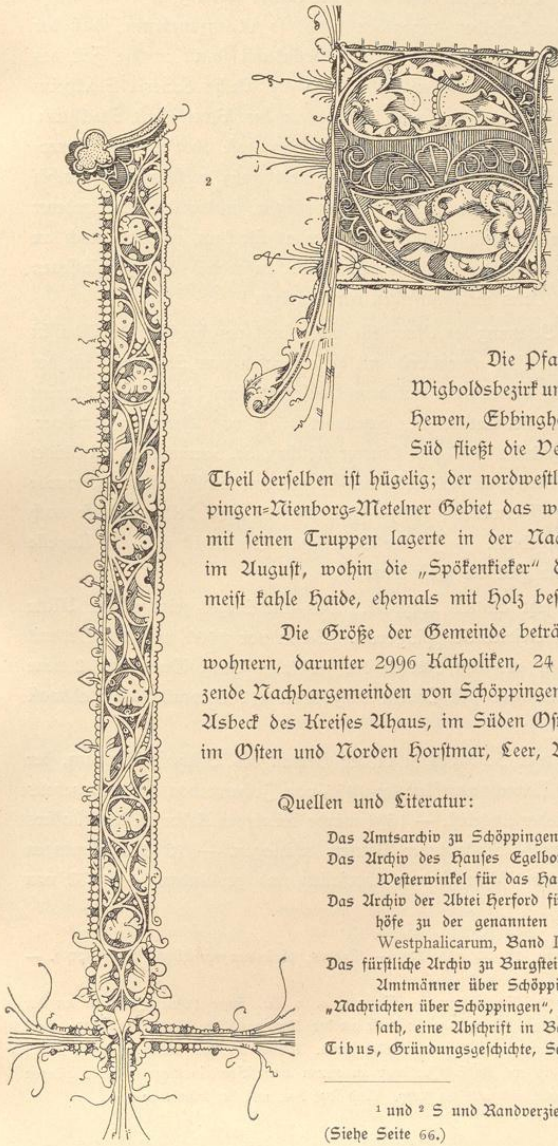 2
S
Die Pfa
Wigboldsbezirk un
Hewen, Ebbingh
Süd fließt die Ve
Theil derselben ist hügelig; der nordwestl
pingen-Nienborg-Metelner Gebiet das w
mit seinen Truppen lagerte in der Nac
im August, wohin die „Spökenkieker“ d
meist kahle Haide, ehemals mit Holz bes
Die Größe der Gemeinde beträ
wohnern, darunter 2996 Katholiken, 24
zende Nachbargemeinden von Schöppingen
Asbeck des Kreises Ahaus, im Süden Os
im Osten und Norden Horstmar, Leer, 
Quellen und Literatur:
Das Amtsarchiv zu Schöppingen
Das Archiv des Hauses Egelbo
Westerwinkel für das Ha
Das Archiv der Abtei Herford fü
höfe zu der genannten
Westphalicarum, Band I
Das fürstliche Archiv zu Burgstei
Amtmänner über Schöppi
„Nachrichten über Schöppingen“,
sath, eine Abschrift in Be
Tibus, Gründungsgeschichte, Se
1 und 2 S und Randverzie
(Siehe Seite 66.)